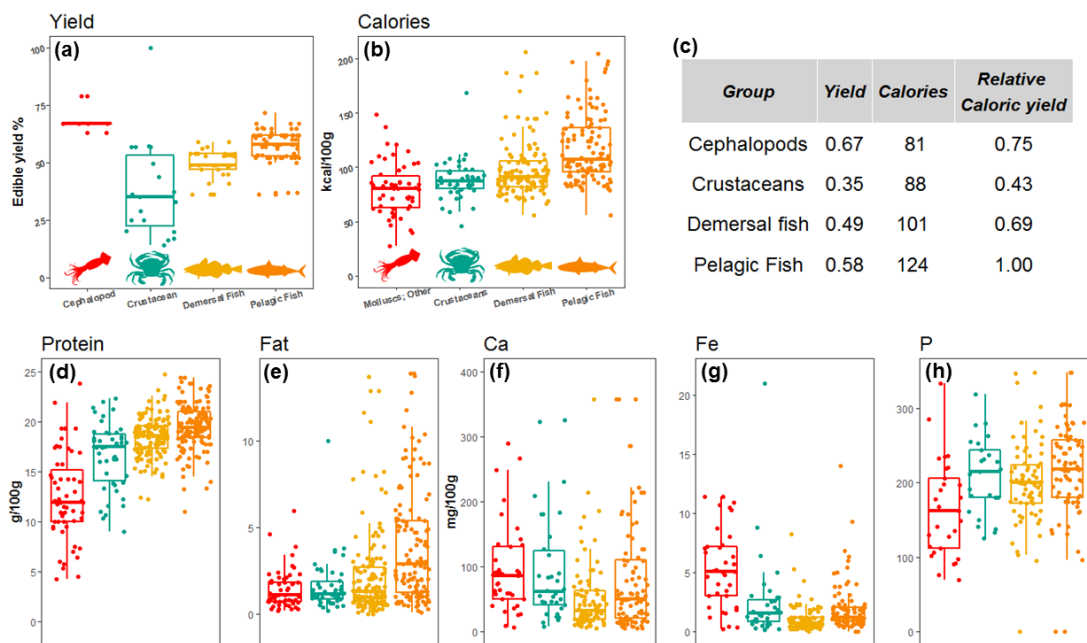 Yield
(a)
Edible yield %
100
75
50
25
0
Cephalopod Crustacean Demersal Fish Pelagic Fish
Calories
(b)
kcal/100g
200
150
100
50
0
Molluscs; Other Crustaceans Demersal Fish Pelagic Fish
(c)
Group Yield Calories Relative
Caloric yield
Cephalopods 0.67 81 0.75
Crustaceans 0.35 88 0.43
Demersal fish 0.49 101 0.69
Pelagic Fish 0.58 124 1.00
Protein
(d)
g/100g
25
20
15
10
5
0
Fat
(e)
10
5
0
Ca
(f)
mg/100g
400
300
200
100
0
Fe
(g)
20
15
10
5
0
P
(h)
300
200
100
0